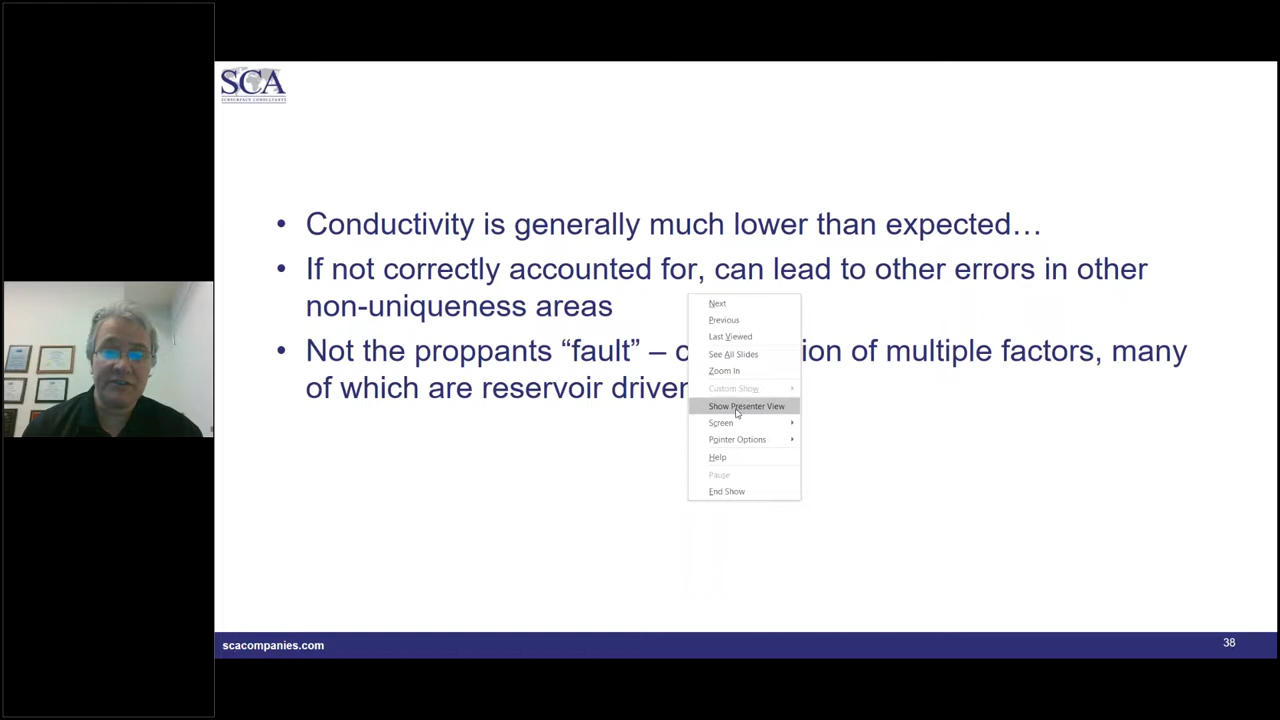 SCA
SUBSURFACE CONSULTANTS
• Conductivity is generally much lower than expected…
• If not correctly accounted for, can lead to other errors in other
non-uniqueness areas
• Not the proppants “fault” – c ion of multiple factors, many
of which are reservoir driven
Next
Previous
Last Viewed
See All Slides
Zoom In
Custom Show
Show Presenter View
Screen
Pointer Options
Help
Pause
End Show
scacompanies.com
38